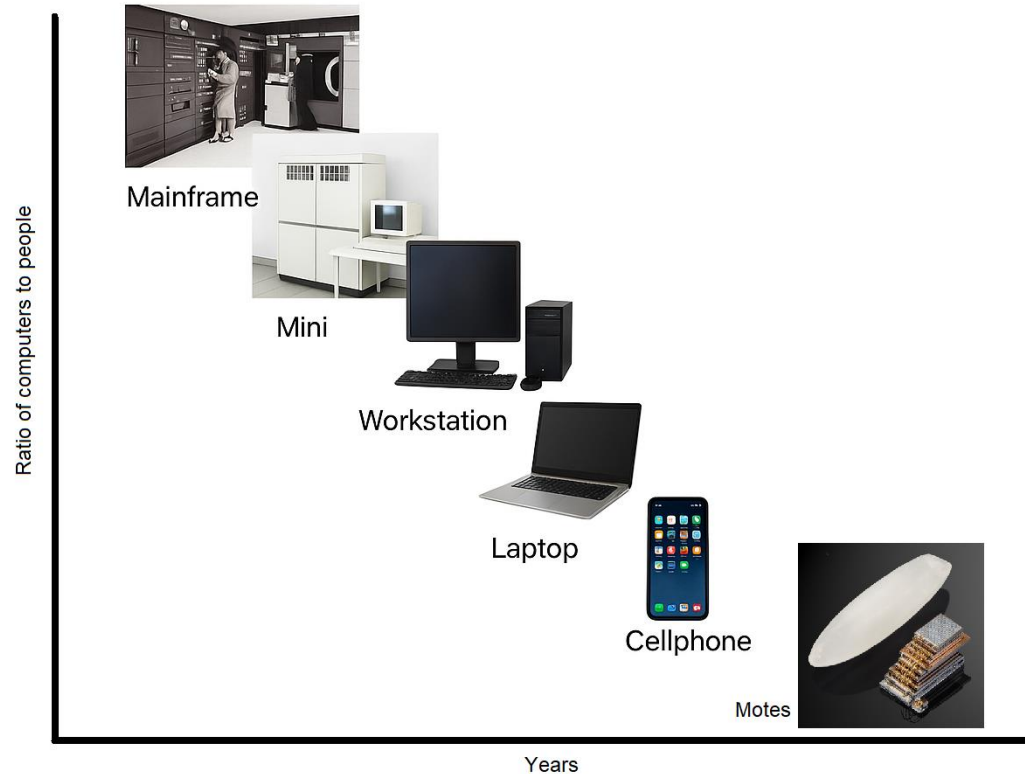 Mainframe
Mini
Workstation
Laptop
Cellphone
Motes
Ratio of computers to people
Years